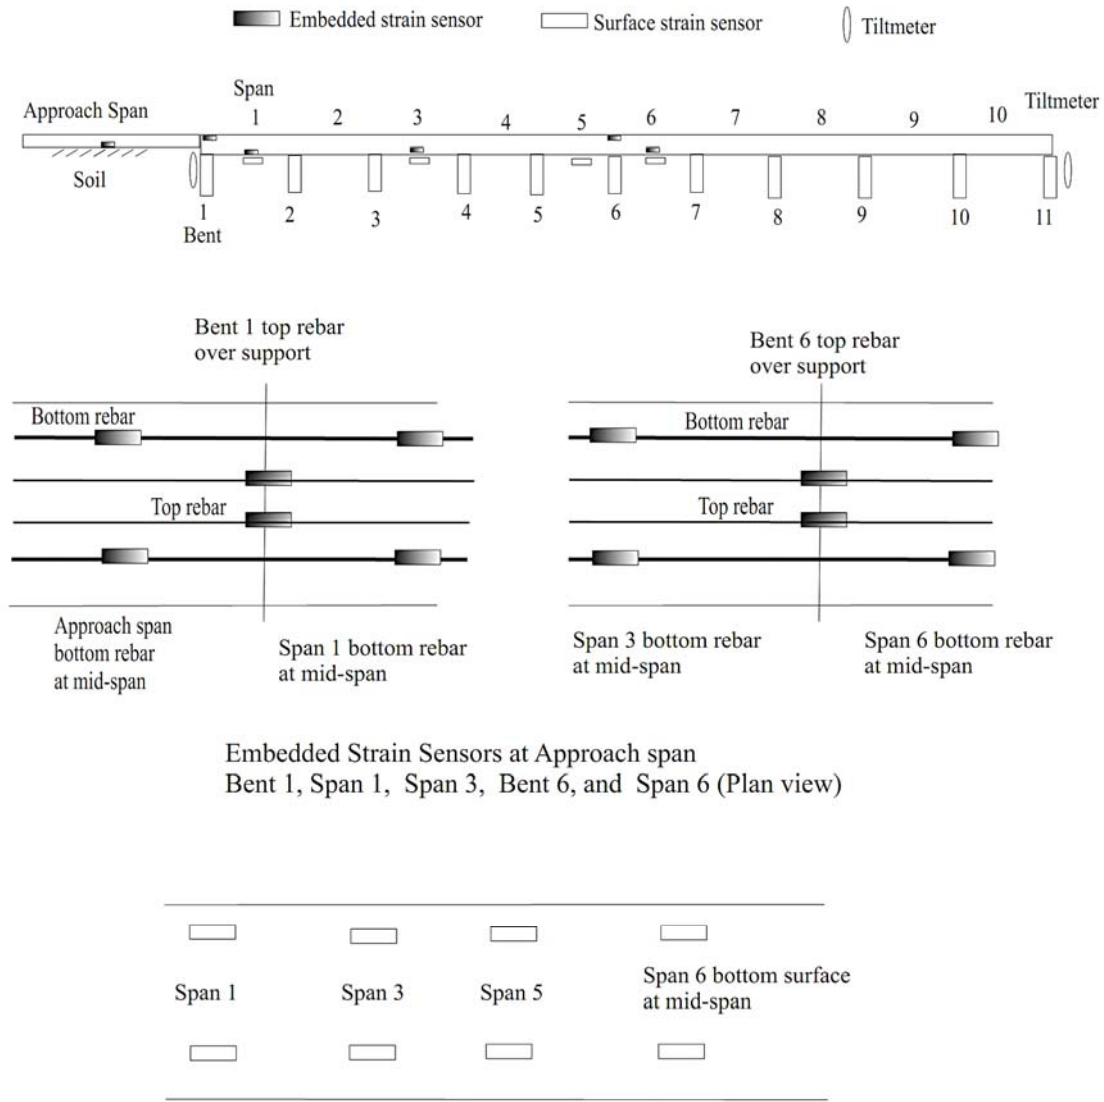 Embedded strain sensor
Surface strain sensor
Tiltmeter
Approach Span
Span
1
2
3
4
5
6
7
8
9
10
Tiltmeter
Soil
1
2
3
4
5
6
7
8
9
10
11
Bent
Bent 1 top rebar
over support
Bent 6 top rebar
over support
Bottom rebar
Top rebar
Bottom rebar
Top rebar
Approach span
bottom rebar
at mid-span
Span 1 bottom rebar
at mid-span
Span 3 bottom rebar
at mid-span
Span 6 bottom rebar
at mid-span
Embedded Strain Sensors at Approach span
Bent 1, Span 1, Span 3, Bent 6, and Span 6 (Plan view)
Span 1
Span 3
Span 5
Span 6 bottom surface
at mid-span